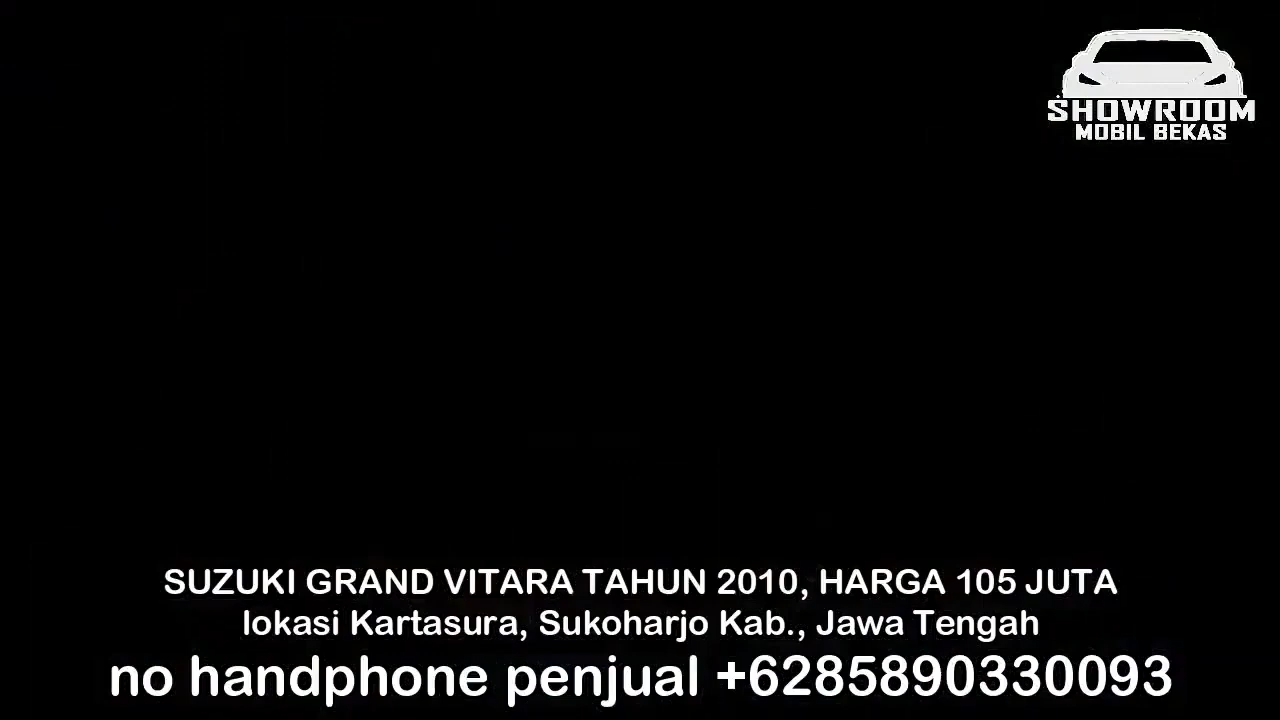 SHOWROOM
MOBIL BEKAS
SUZUKI GRAND VITARA TAHUN 2010, HARGA 105 JUTA
lokasi Kartasura, Sukoharjo Kab., Jawa Tengah
no handphone penjual +6285890330093